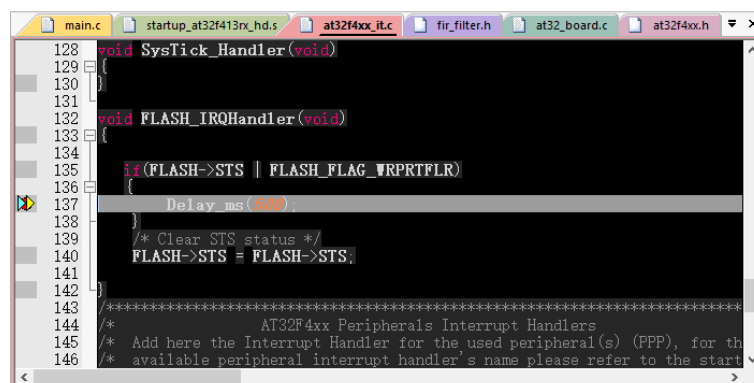 main.c startup_at32f413rx_hd.s at32f4xx_it.c fir_filter.h at32_board.c at32f4xx.h
128 void SysTick_Handler(void)
129 {
130 }
131
132 void FLASH_IRQHandler(void)
133 {
134
135 if(FLASH->STS | FLASH_FLAG_WRPRTFLR)
136 {
137 Delay_ms(500);
138 }
139 /* Clear STS status */
140 FLASH->STS = FLASH->STS;
141
142 }
143 /******************************************************************************
144 /* AT32F4xx Peripherals Interrupt Handlers
145 /* Add here the Interrupt Handler for the used peripheral(s) (PPP), for th
146 /* available peripheral interrupt handler's name please refer to the start